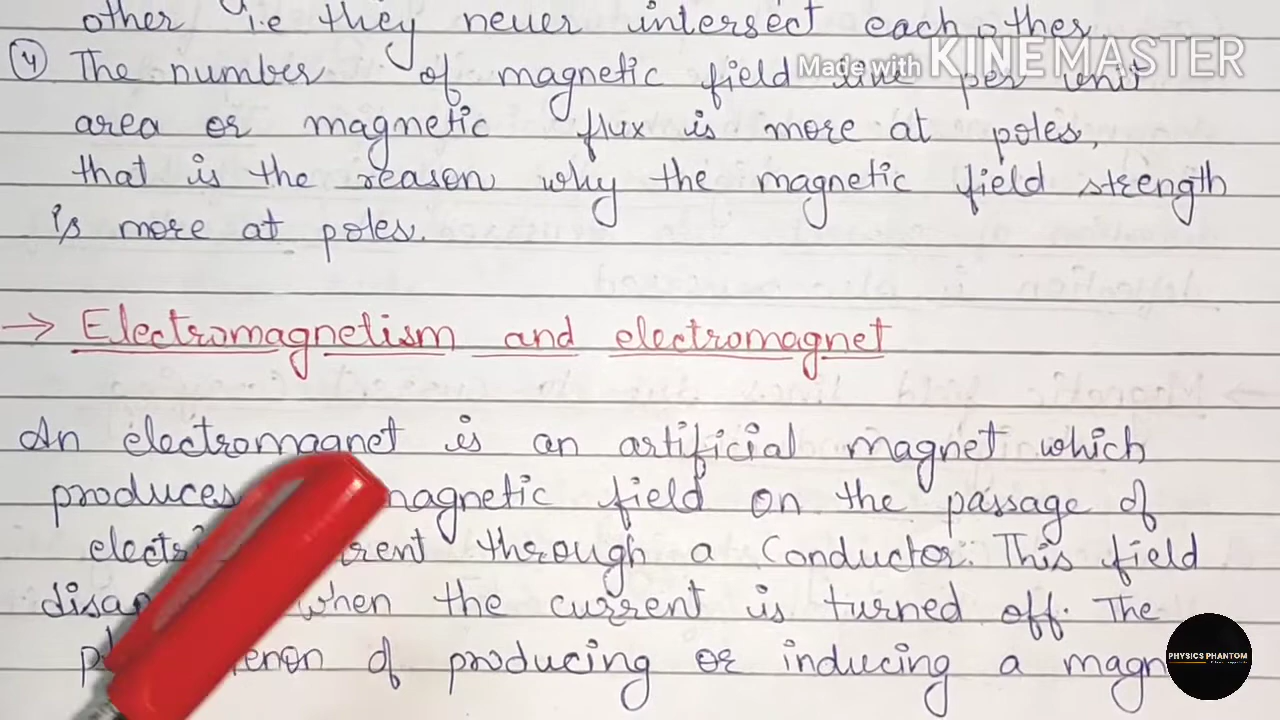 other i.e they never intersect each other.
④ The number of magnetic field line per unit
Made with KINEMASTER
area or magnetic flux is more at poles,
that is the reason why the magnetic field strength
is more at poles.
→ Electromagnetism and electromagnet
An electromagnet is an artificial magnet which
produces magnetic field on the passage of
through a conductor. This field
when the current is turned off. The
of producing or inducing a
PHYSICS PHANTOM